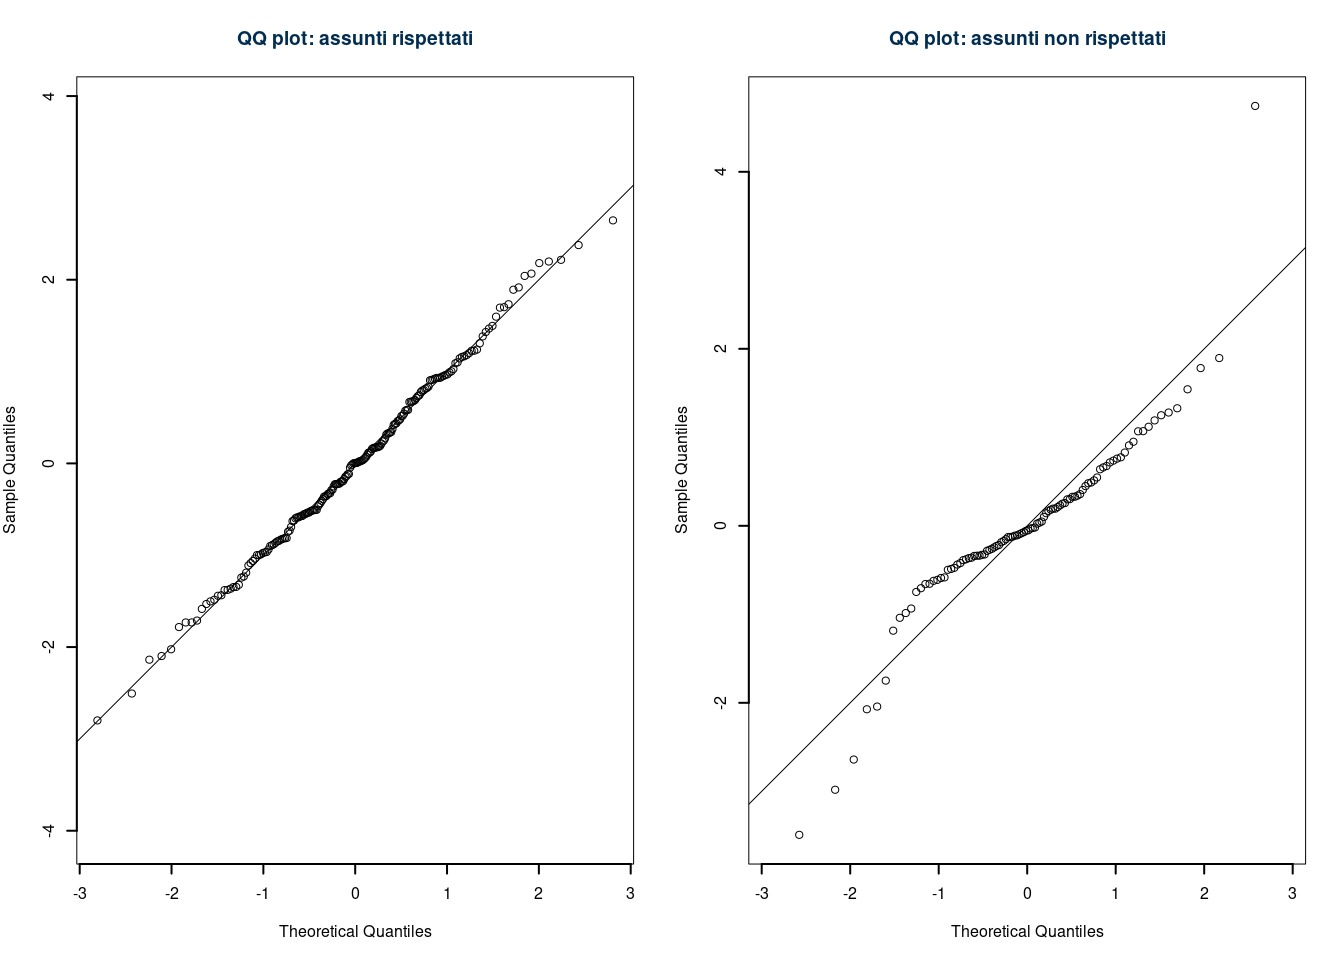 QQ plot: assunti rispettati
4
2
0
-2
-4
Sample Quantiles
-3 -2 -1 0 1 2 3
Theoretical Quantiles
QQ plot: assunti non rispettati
4
2
0
-2
Sample Quantiles
-3 -2 -1 0 1 2 3
Theoretical Quantiles